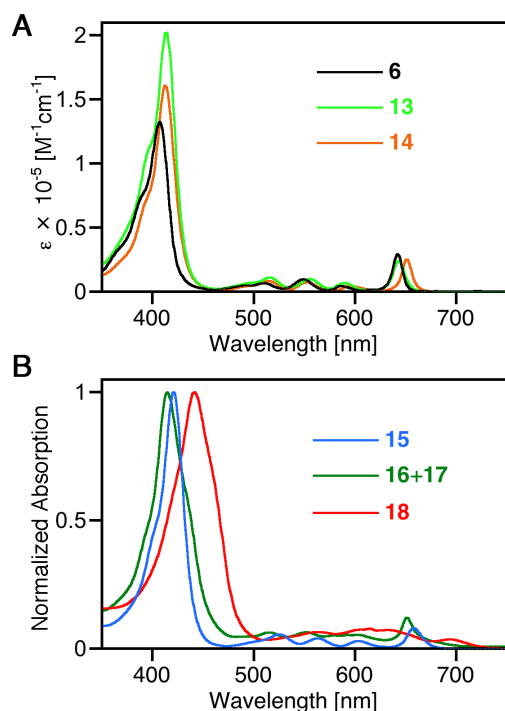 A
2
1.5
1
0.5
0
ε × 10⁻⁵ [M⁻¹cm⁻¹]
6
13
14
400 500 600 700
Wavelength [nm]
B
1
0.5
0
Normalized Absorption
15
16+17
18
400 500 600 700
Wavelength [nm]